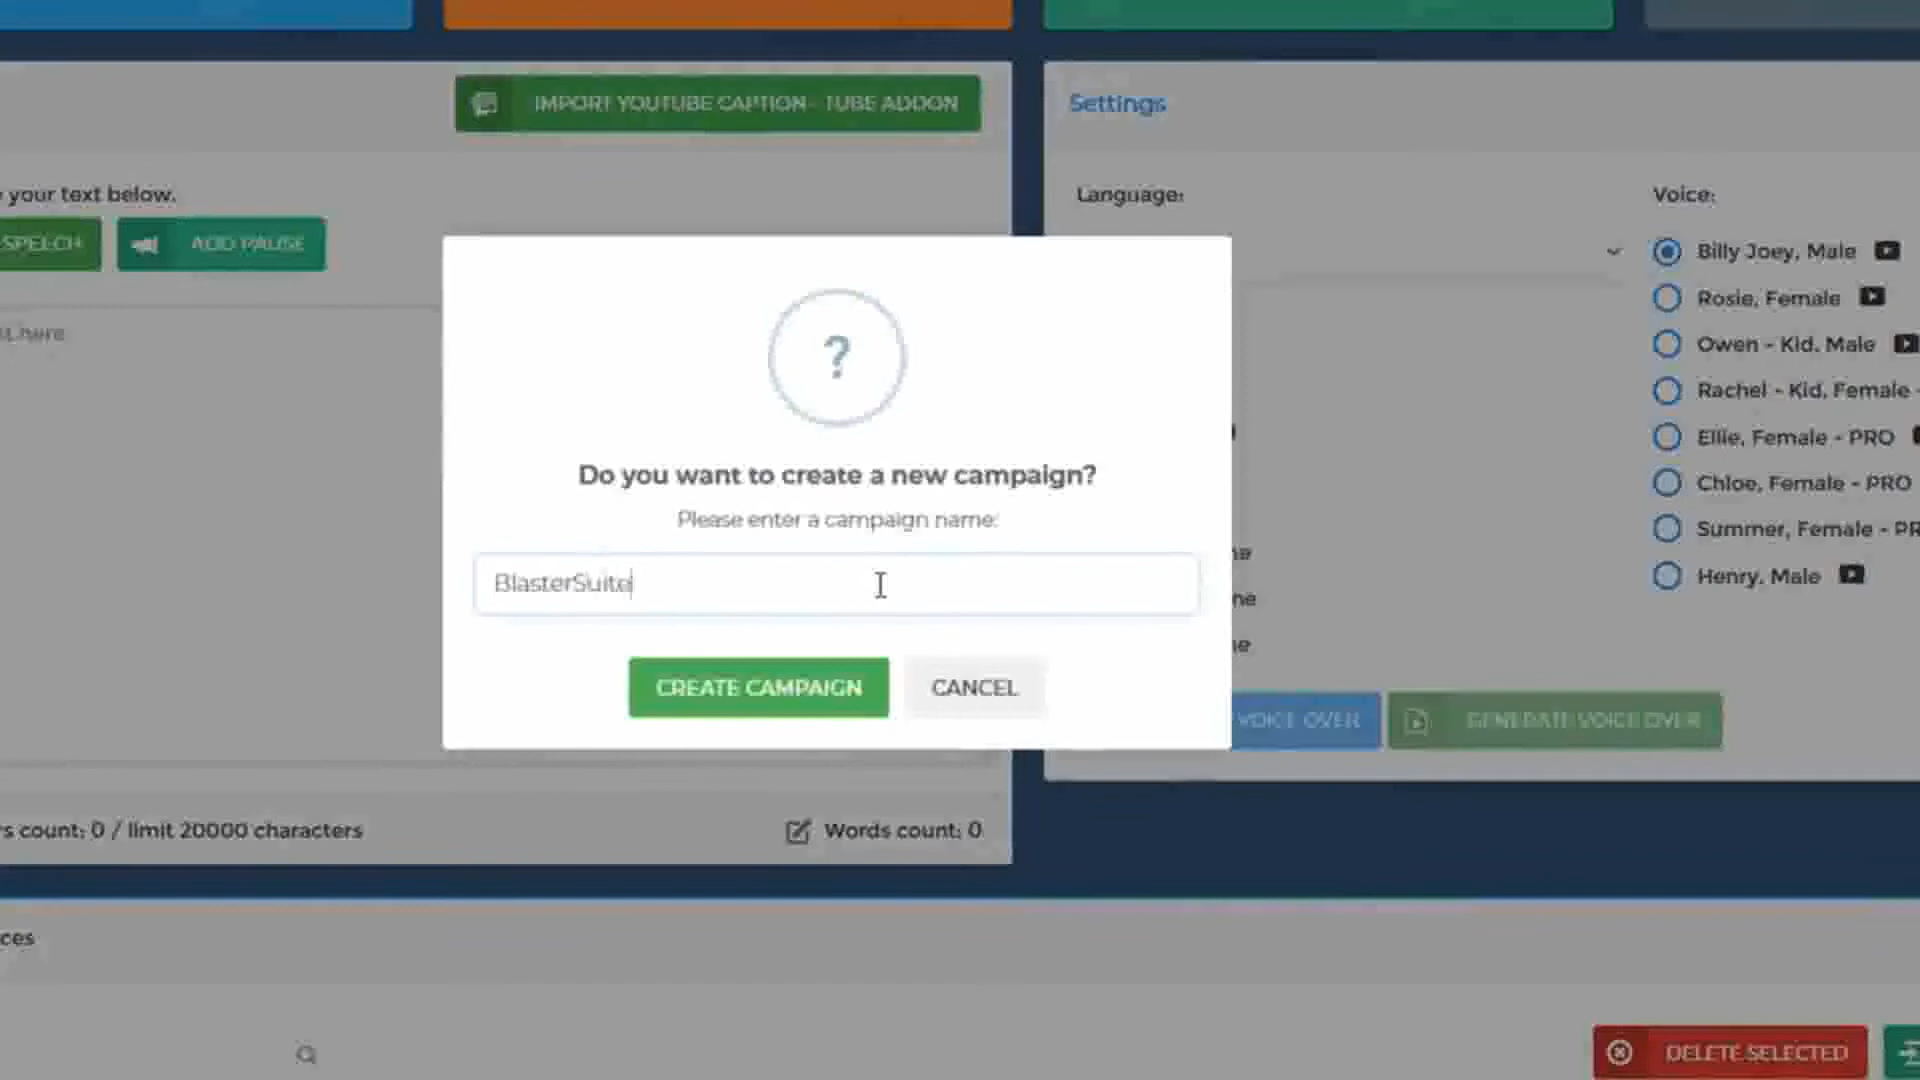 IMPORT YOUTUBE CAPTION - TUBE ADDON
Settings
your text below.
Language:
Voice:
SPEECH
ADD PAUSE
Billy Joey, Male
Rosie, Female
here
Owen - Kid, Male
?
Rachel - Kid, Female -
Ellie, Female - PRO
Do you want to create a new campaign?
Chloe, Female - PRO
Please enter a campaign name:
Summer, Female - PR
BlasterSuite
Henry, Male
CREATE CAMPAIGN
CANCEL
VOICE OVER
GENERATE VOICE OVER
s count: 0 / limit 20000 characters
Words count: 0
ces
DELETE SELECTED